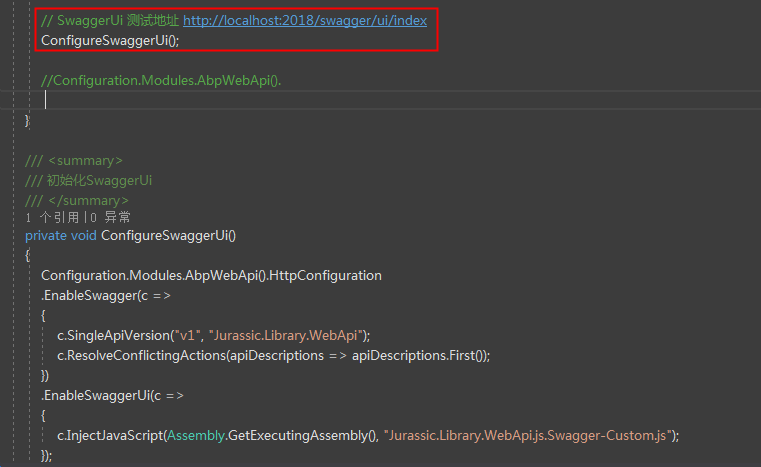 // SwaggerUi 测试地址 http://localhost:2018/swagger/ui/index
ConfigureSwaggerUi();
//Configuration.Modules.AbpWebApi().
}
/// <summary>
/// 初始化SwaggerUi
/// </summary>
1 个引用|0 异常
private void ConfigureSwaggerUi()
{
Configuration.Modules.AbpWebApi().HttpConfiguration
.EnableSwagger(c =>
{
c.SingleApiVersion("v1", "Jurassic.Library.WebApi");
c.ResolveConflictingActions(apiDescriptions => apiDescriptions.First());
})
.EnableSwaggerUi(c =>
{
c.InjectJavaScript(Assembly.GetExecutingAssembly(), "Jurassic.Library.WebApi.js.Swagger-Custom.js");
});